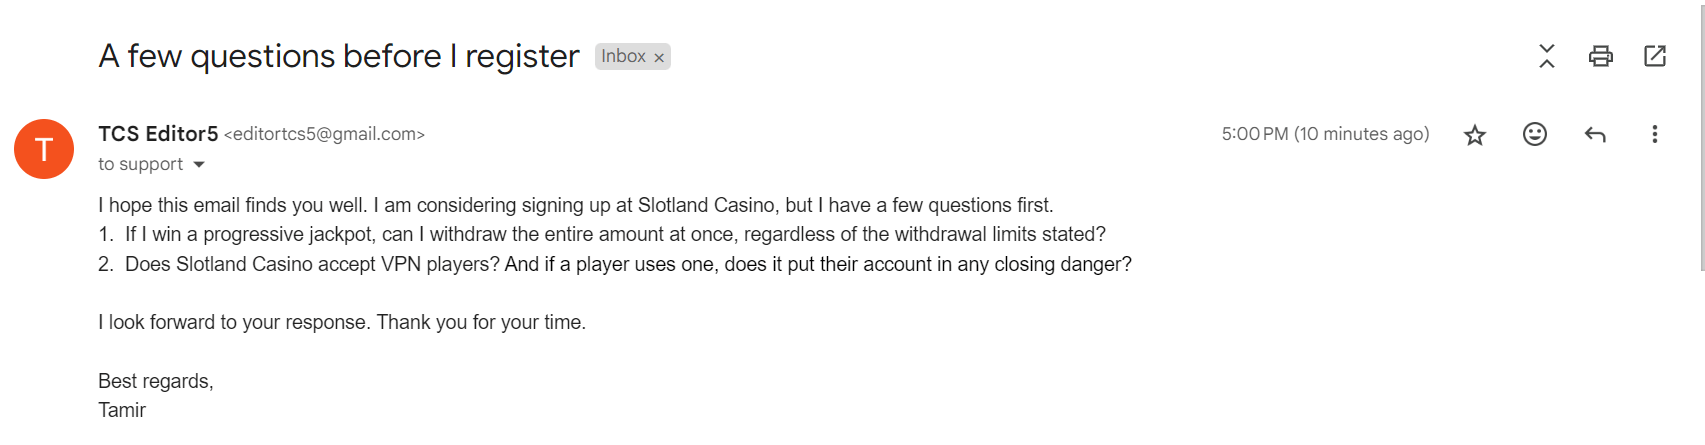 A few questions before I register Inbox ×
T
TCS Editor5 <editortcs5@gmail.com> 5:00 PM (10 minutes ago)
to support
I hope this email finds you well. I am considering signing up at Slotland Casino, but I have a few questions first.
1. If I win a progressive jackpot, can I withdraw the entire amount at once, regardless of the withdrawal limits stated?
2. Does Slotland Casino accept VPN players? And if a player uses one, does it put their account in any closing danger?
I look forward to your response. Thank you for your time.
Best regards,
Tamir